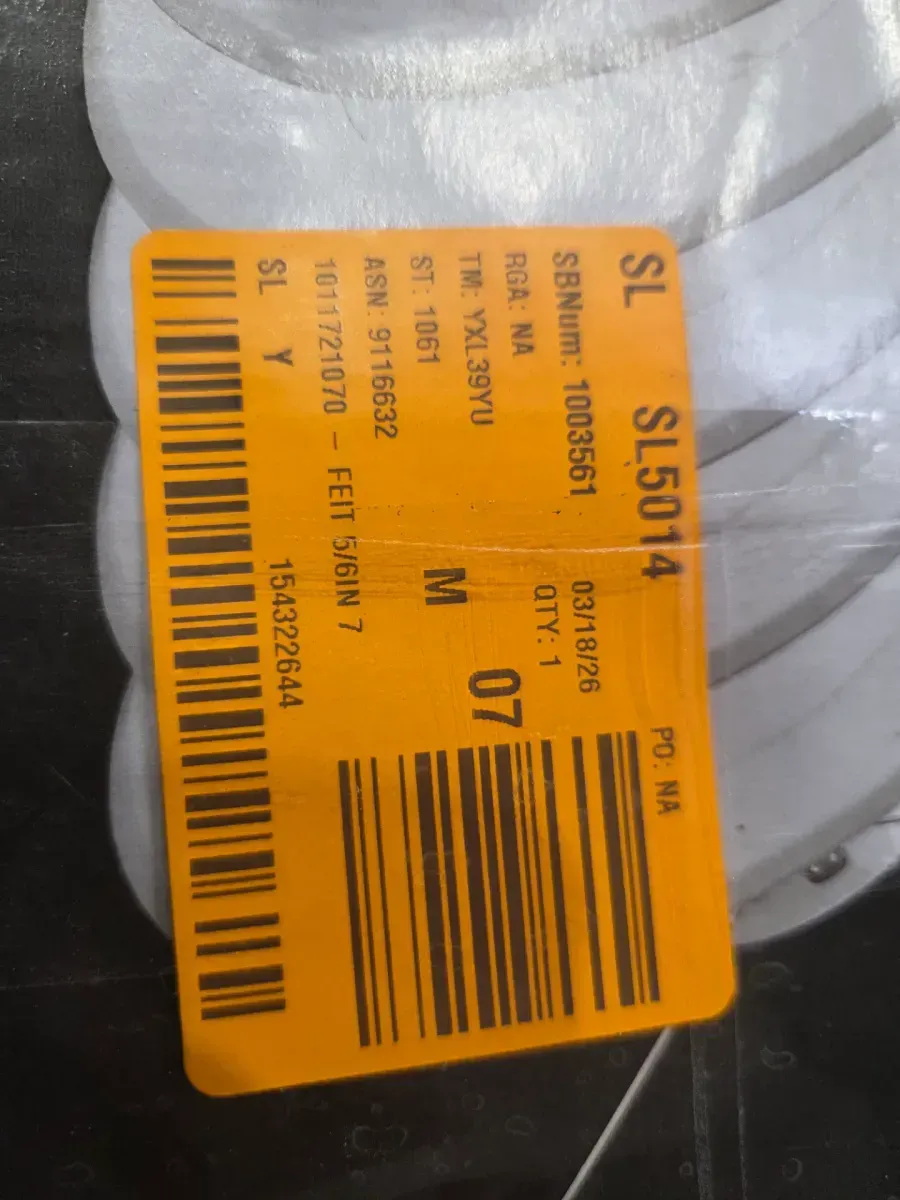 SL SL5014 PO: NA
SBNum: 1003561 03/18/26
RGA: NA QTY: 1
TM: YXL39YU 07
ST: 1061 M
ASN: 9116632
1011721070 - FEIT 5/6IN 7
SL Y 154322644